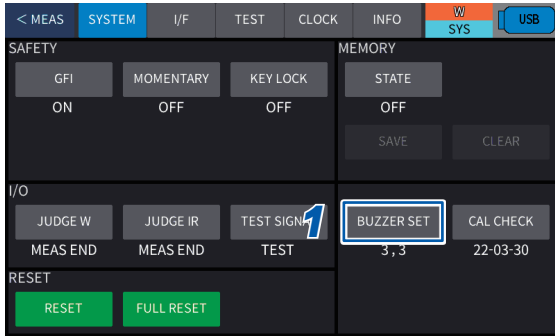 < MEAS SYSTEM I/F TEST CLOCK INFO W SYS USB
SAFETY
GFI MOMENTARY KEY LOCK
ON OFF OFF
MEMORY
STATE
OFF
SAVE CLEAR
I/O
JUDGE W JUDGE IR TEST SIGNAL 1
MEAS END MEAS END TEST
BUZZER SET CAL CHECK
3 , 3 22-03-30
RESET
RESET FULL RESET